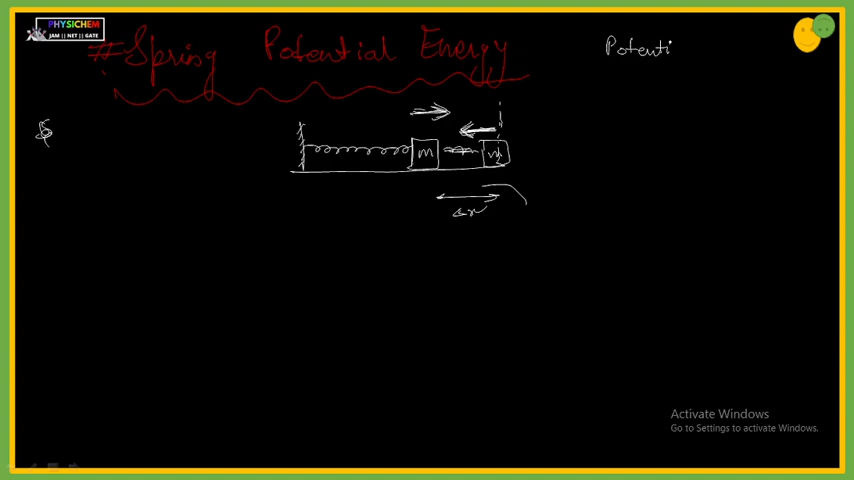 PHYSICHEM
JAM || NET || GATE
# Spring Potential Energy
Potenti
m
m
Activate Windows
Go to Settings to activate Windows.